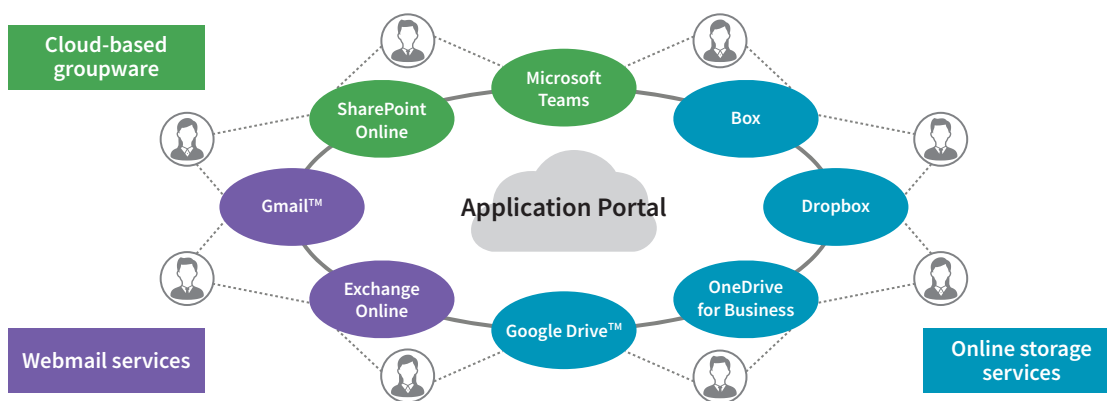 Cloud-based
groupware
Microsoft
Teams
SharePoint
Online
Box
Gmail™
Application Portal
Dropbox
Exchange
Online
OneDrive
for Business
Google Drive™
Webmail services
Online storage
services